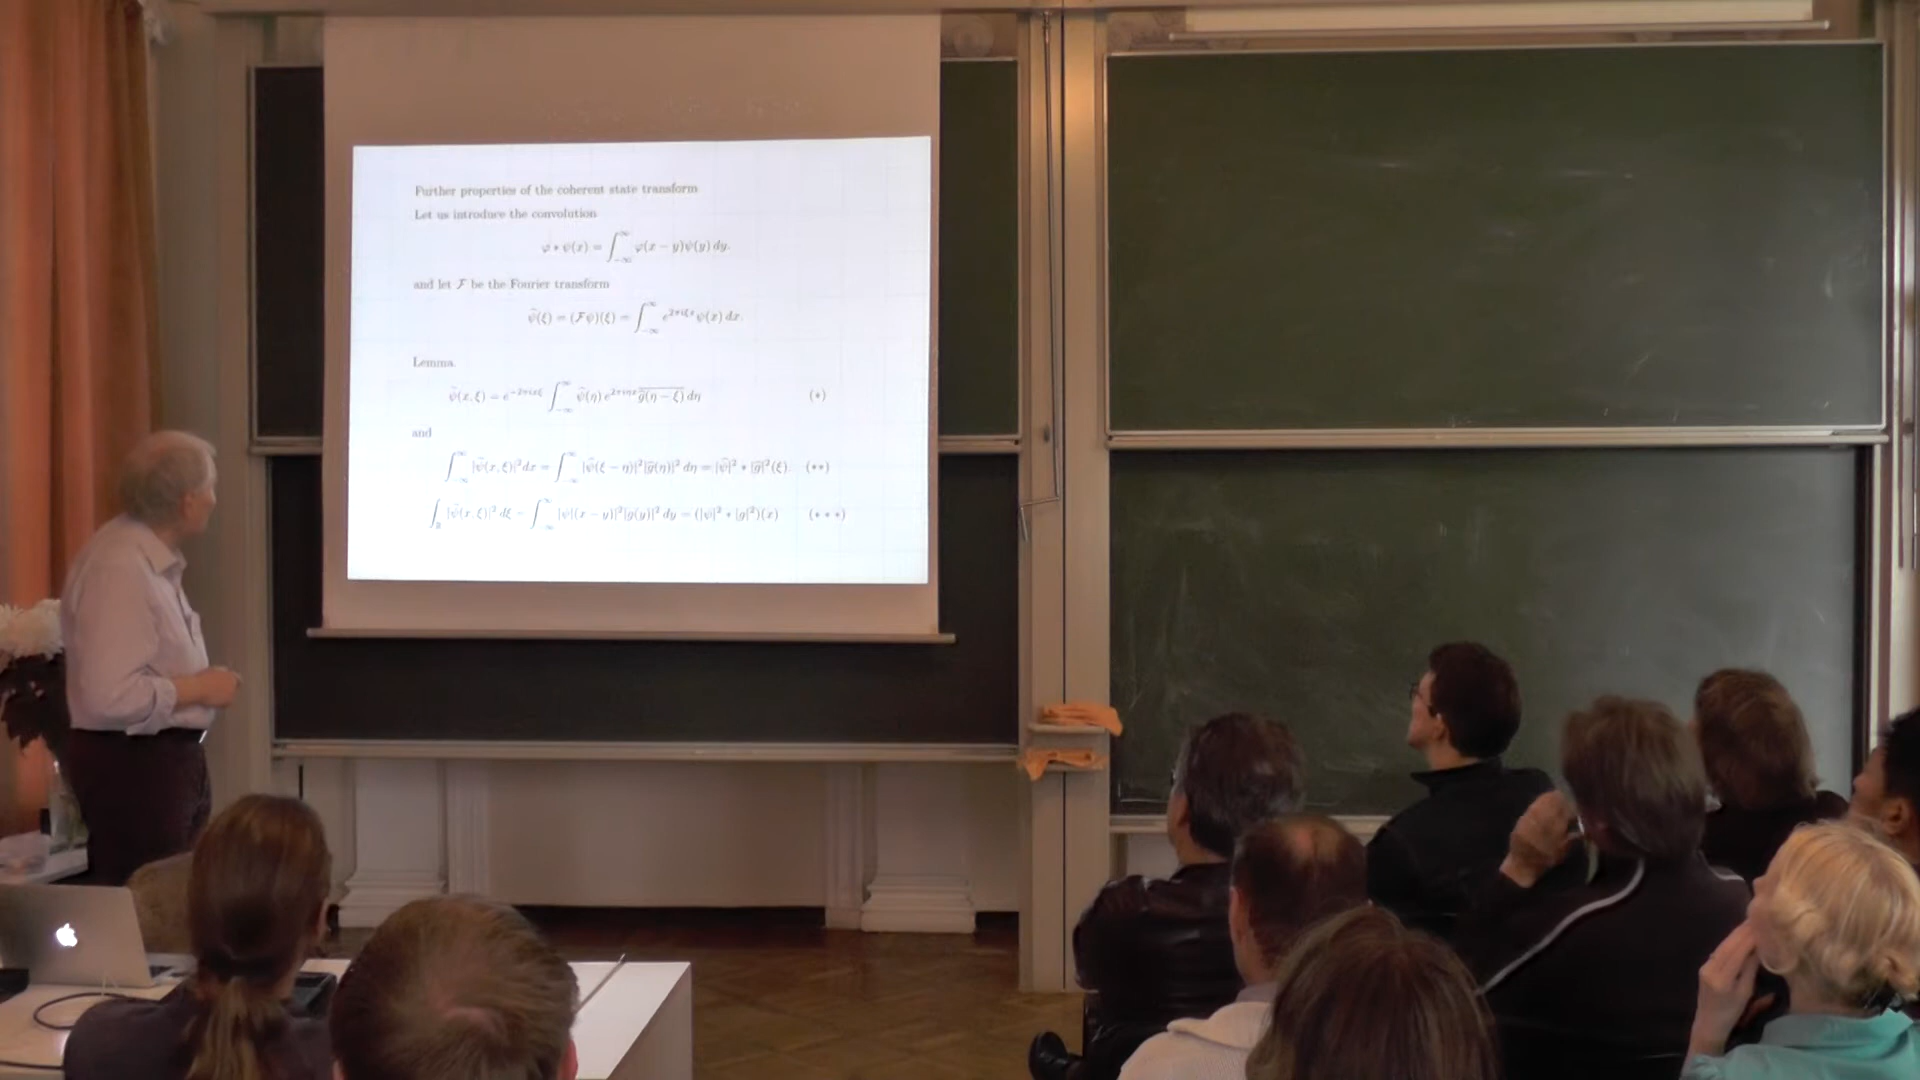 Further properties of the coherent state transform
Let us introduce the convolution
φ * ψ(x) = ∫_{-∞}^{∞} φ(x − y)ψ(y) dy.
and let ℱ be the Fourier transform
ψ̂(ξ) = (ℱψ)(ξ) = ∫_{-∞}^{∞} e^{2πiξx} ψ(x) dx.
Lemma.
ψ̃(x, ξ) = e^{−2πixξ} ∫_{-∞}^{∞} ψ̂(η) e^{2πiηx} \overline{ĝ(η − ξ)} dη (*)
and
∫_{-∞}^{∞} |ψ̃(x, ξ)|² dx = ∫_{-∞}^{∞} |ψ̂(ξ − η)|² |ĝ(η)|² dη = |ψ̂|² * |ĝ|²(ξ). (**)
∫_ℝ |ψ̃(x, ξ)|² dξ = ∫_{-∞}^{∞} |ψ|(x − y)|² |g(y)|² dy = (|ψ|² * |g|²)(x) (* * *)